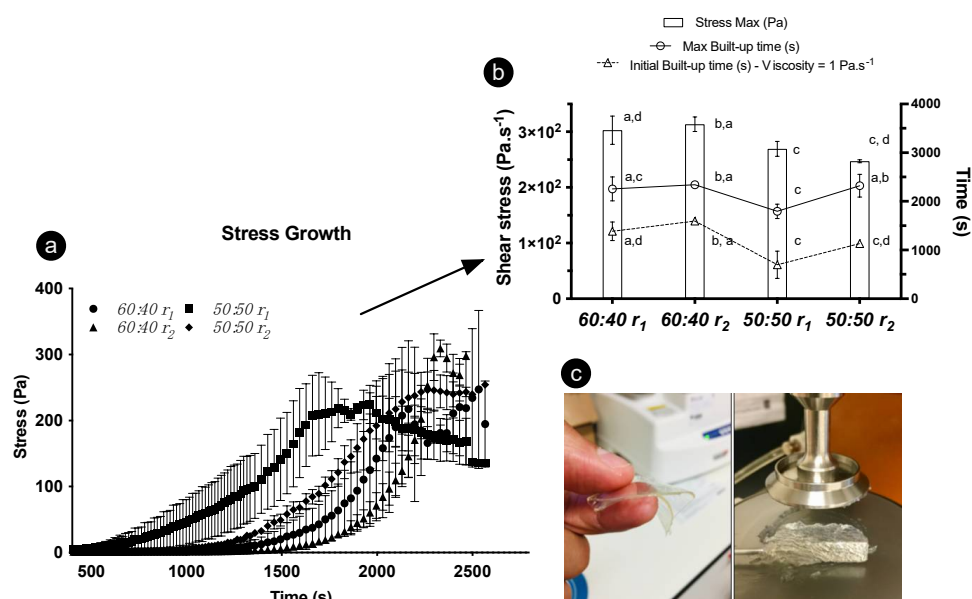 Stress Max (Pa)
Max Built-up time (s)
Initial Built-up time (s) - Viscosity = 1 Pa.s⁻¹
b
Shear stress (Pa.s⁻¹)
3×10²
2×10²
1×10²
0
a,d
b,a
c
c, d
a,c
b,a
c
a,b
a,d
b, a
c
c,d
4000
3000
2000
1000
0
Time (s)
60:40 r₁
60:40 r₂
50:50 r₁
50:50 r₂
a
Stress Growth
60:40 r₁
50:50 r₁
60:40 r₂
50:50 r₂
Stress (Pa)
400
300
200
100
0
500
1000
1500
2000
2500
Time (s)
c